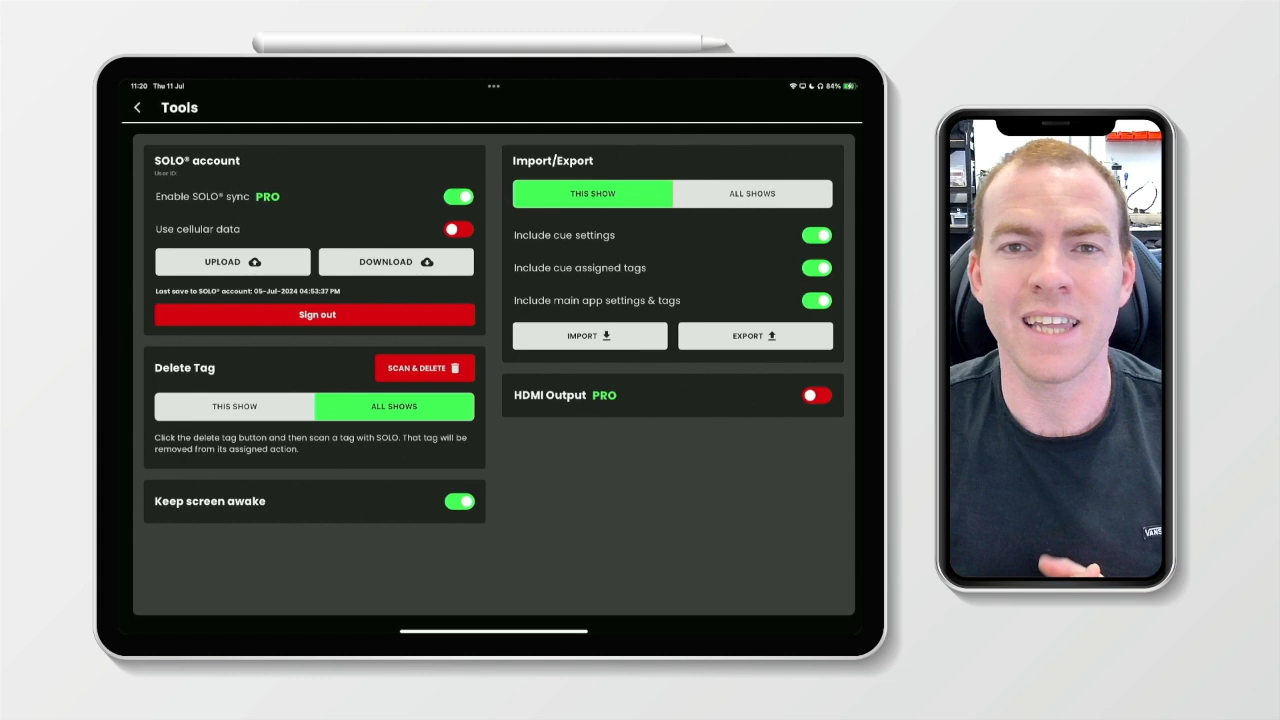 11:20 Thu 11 Jul
84%
Tools
SOLO® account
User ID:
Enable SOLO® sync PRO
Use cellular data
UPLOAD
DOWNLOAD
Last save to SOLO® account: 05-Jul-2024 04:53:37 PM
Sign out
Delete Tag
SCAN & DELETE
THIS SHOW
ALL SHOWS
Click the delete tag button and then scan a tag with SOLO. That tag will be
removed from its assigned action.
Keep screen awake
Import/Export
THIS SHOW
ALL SHOWS
Include cue settings
Include cue assigned tags
Include main app settings & tags
IMPORT
EXPORT
HDMI Output PRO
VANS